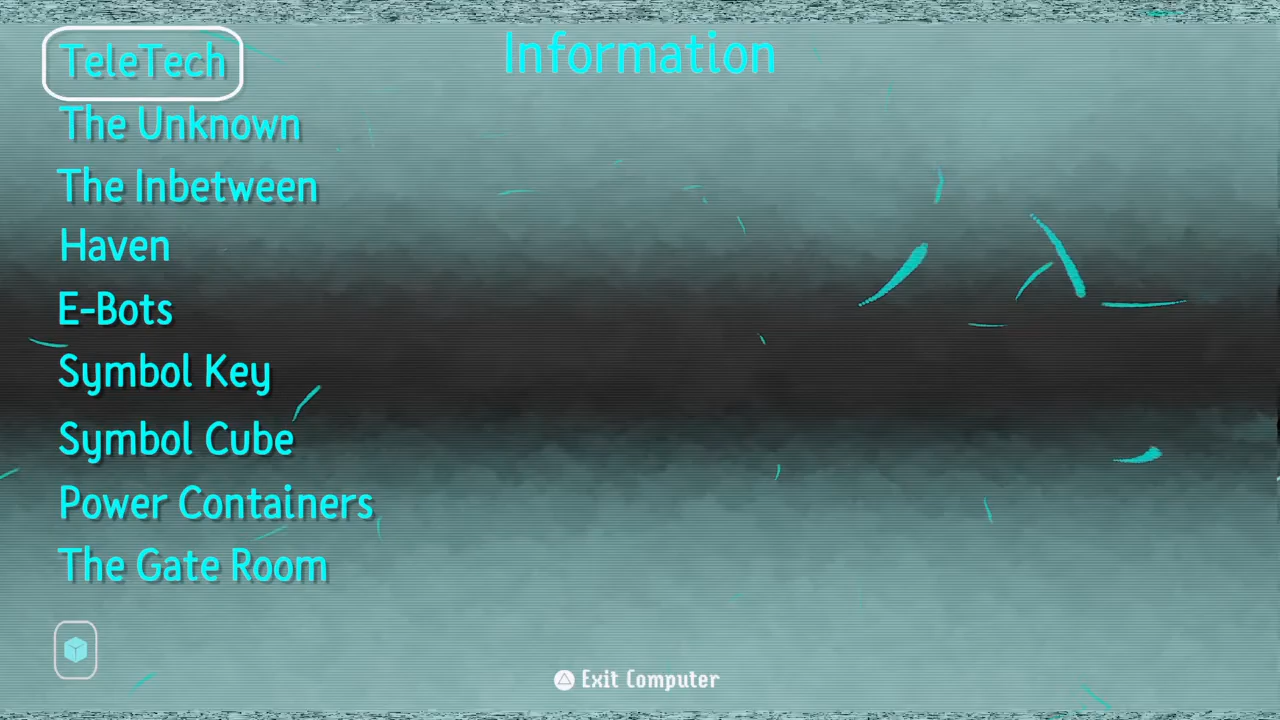 Information
TeleTech
The Unknown
The Inbetween
Haven
E-Bots
Symbol Key
Symbol Cube
Power Containers
The Gate Room
Exit Computer